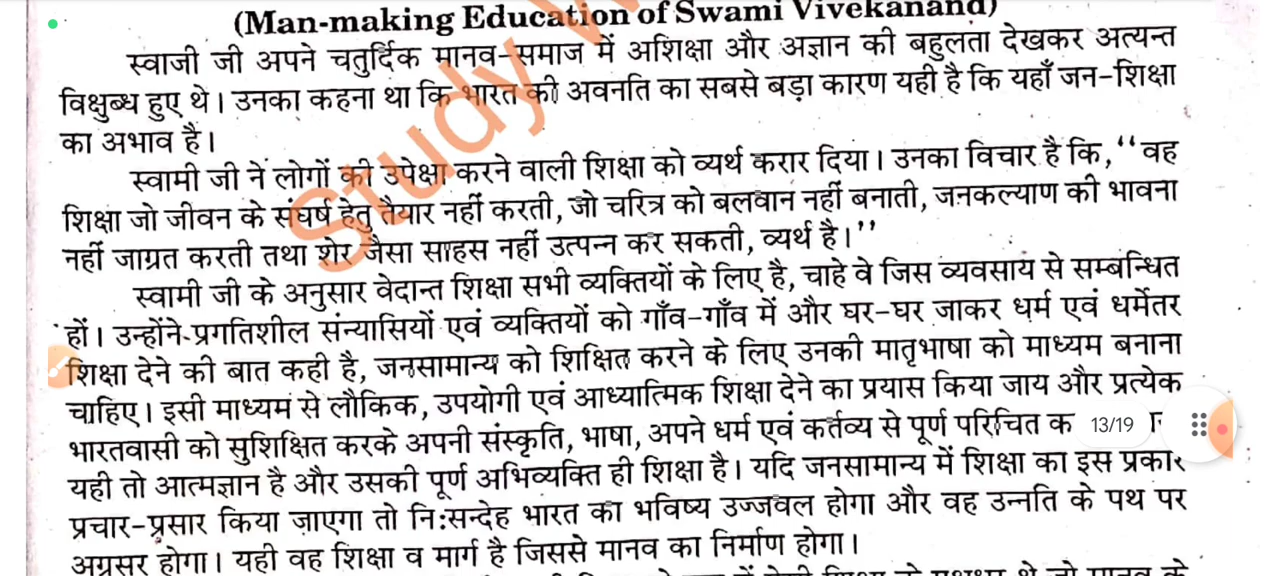 (Man-making Education of Swami Vivekanand)
स्वाजी जी अपने चतुर्दिक मानव-समाज में अशिक्षा और अज्ञान की बहुलता देखकर अत्यन्त
विक्षुब्ध हुए थे। उनका कहना था कि भारत की अवनति का सबसे बड़ा कारण यही है कि यहाँ जन-शिक्षा
का अभाव है।
स्वामी जी ने लोगों की उपेक्षा करने वाली शिक्षा को व्यर्थ करार दिया। उनका विचार है कि, ‘‘वह
शिक्षा जो जीवन के संघर्ष हेतु तैयार नहीं करती, जो चरित्र को बलवान नहीं बनाती, जनकल्याण की भावना
नहीं जाग्रत करती तथा शेर जैसा साहस नहीं उत्पन्न कर सकती, व्यर्थ है।’’
स्वामी जी के अनुसार वेदान्त शिक्षा सभी व्यक्तियों के लिए है, चाहे वे जिस व्यवसाय से सम्बन्धित
हों। उन्होंने प्रगतिशील संन्यासियों एवं व्यक्तियों को गाँव-गाँव में और घर-घर जाकर धर्म एवं धर्मेतर
शिक्षा देने की बात कही है, जनसामान्य को शिक्षित करने के लिए उनकी मातृभाषा को माध्यम बनाना
चाहिए। इसी माध्यम से लौकिक, उपयोगी एवं आध्यात्मिक शिक्षा देने का प्रयास किया जाय और प्रत्येक
भारतवासी को सुशिक्षित करके अपनी संस्कृति, भाषा, अपने धर्म एवं कर्तव्य से पूर्ण परिचित
यही तो आत्मज्ञान है और उसकी पूर्ण अभिव्यक्ति ही शिक्षा है। यदि जनसामान्य में शिक्षा का इस प्रकार
प्रचार-प्रसार किया जाएगा तो नि:सन्देह भारत का भविष्य उज्जवल होगा और वह उन्नति के पथ पर
अग्रसर होगा। यही वह शिक्षा व मार्ग है जिससे मानव का निर्माण होगा।
Study
13/19